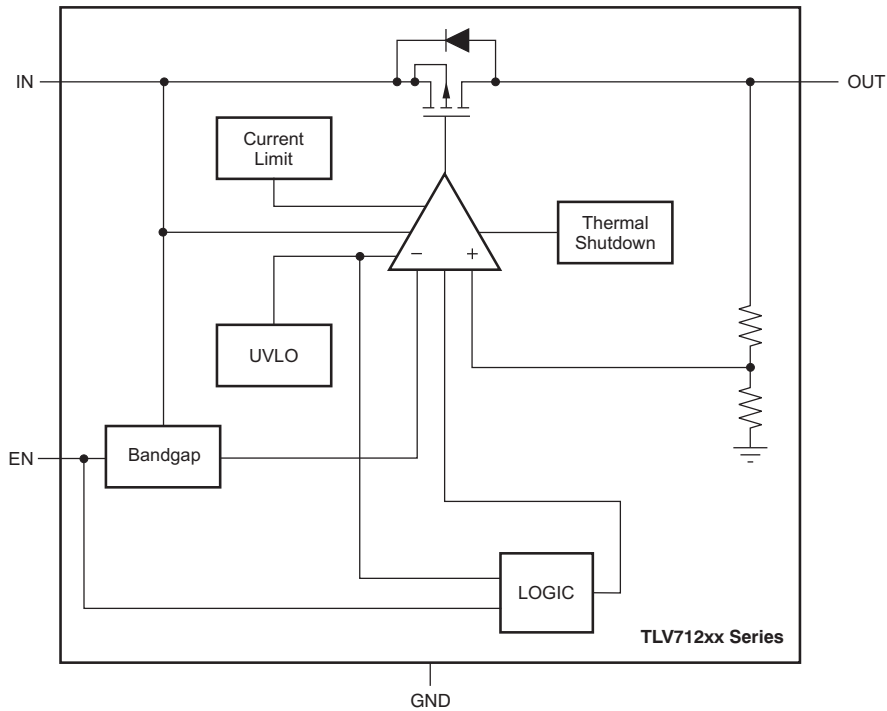 IN
OUT
Current
Limit
Thermal
Shutdown
−
+
UVLO
EN
Bandgap
LOGIC
TLV712xx Series
GND